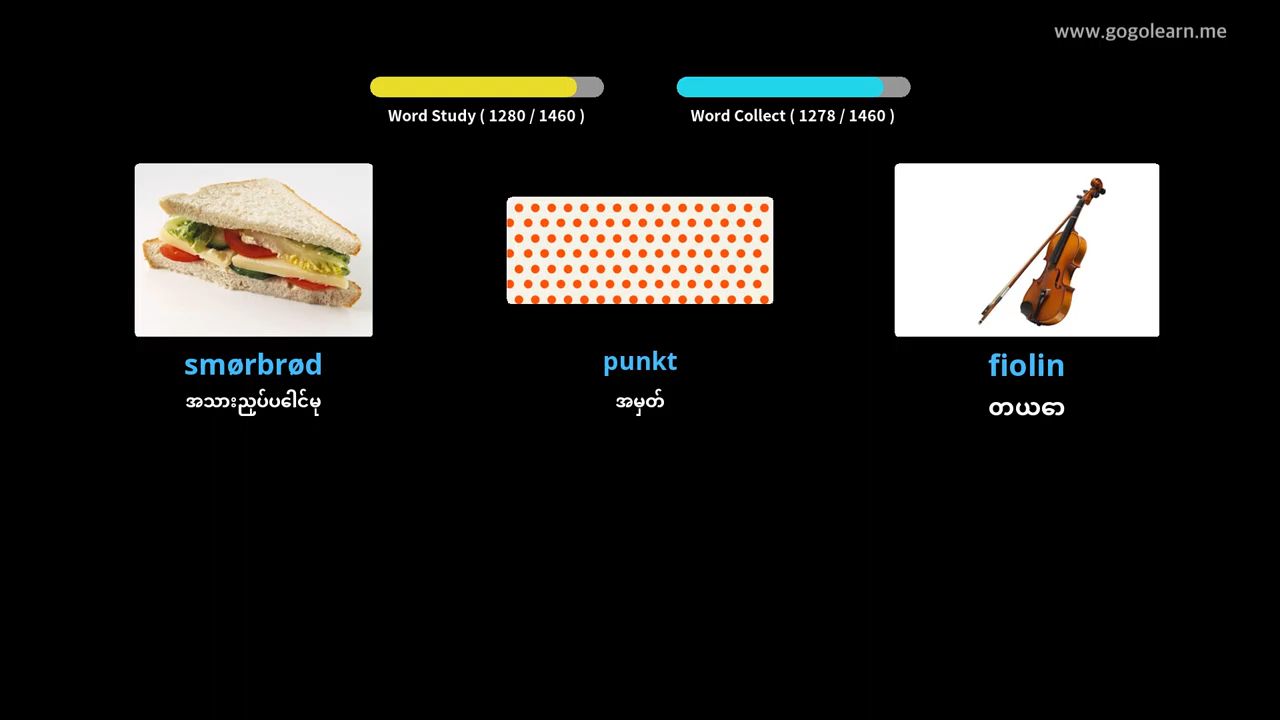 www.gogolearn.me
Word Study ( 1280 / 1460 )
Word Collect ( 1278 / 1460 )
smørbrød
အသားညှပ်ပေါင်မု
punkt
အမှတ်
fiolin
တယော